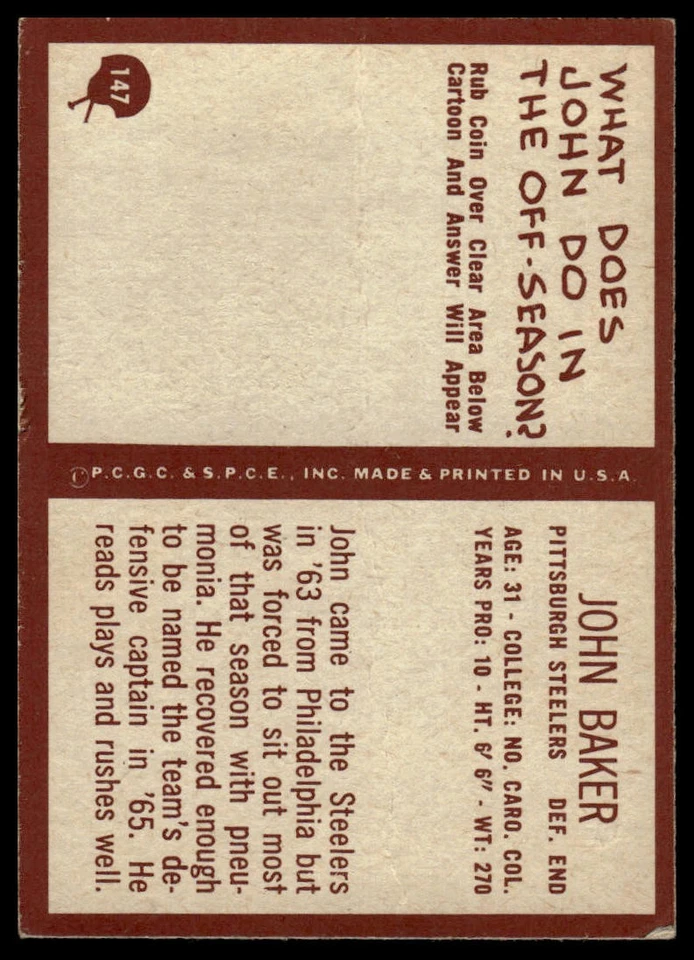 WHAT DOES
JOHN DO IN
THE OFF-SEASON?
Rub Coin Over Clear Area Below
Cartoon And Answer Will Appear
147
©P.C.G.C. & S.P.C.E., INC. MADE & PRINTED IN U.S.A.
JOHN BAKER
PITTSBURGH STEELERS DEF. END
AGE: 31 - COLLEGE: NO. CARO. COL.
YEARS PRO: 10 - HT. 6' 6" - WT: 270
John came to the Steelers
in '63 from Philadelphia but
was forced to sit out most
of that season with pneu-
monia. He recovered enough
to be named the team's de-
fensive captain in '65. He
reads plays and rushes well.